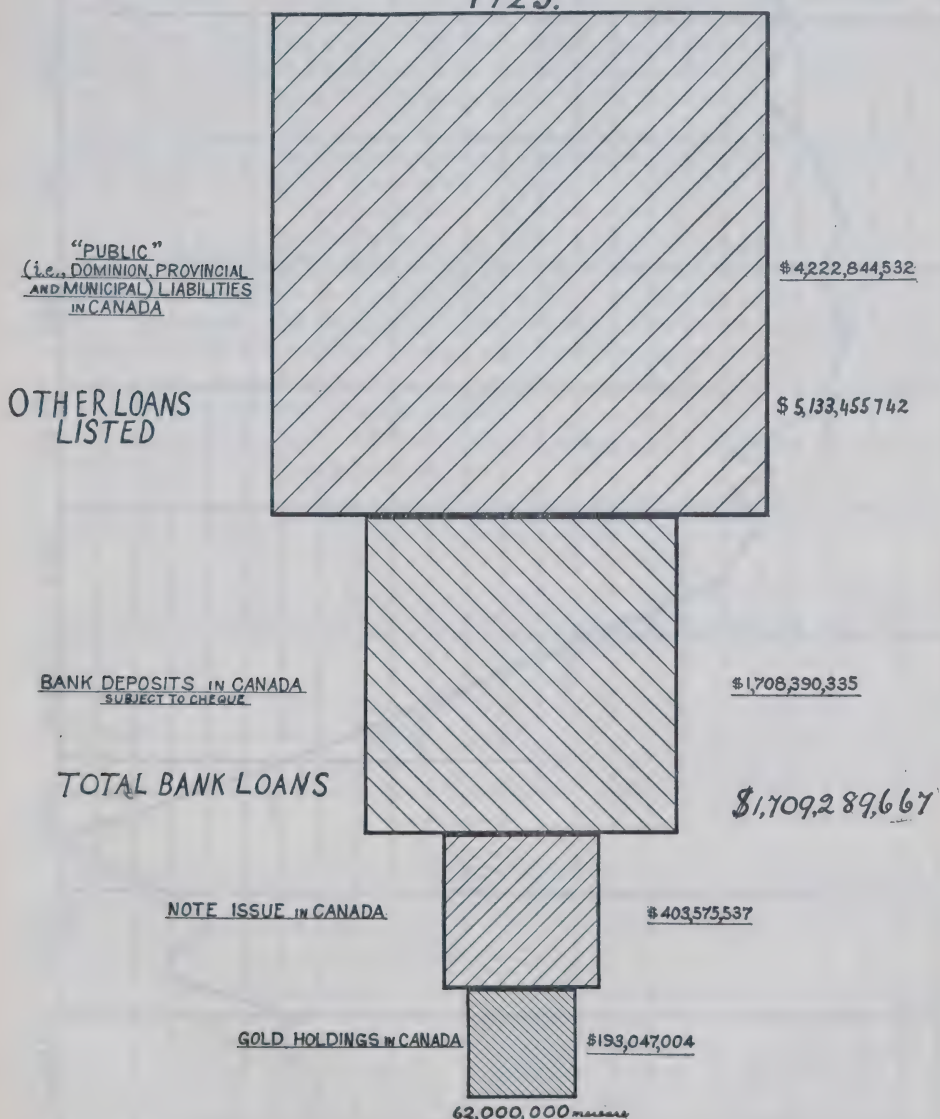 "PUBLIC"
(i.e., DOMINION, PROVINCIAL
AND MUNICIPAL) LIABILITIES
IN CANADA
$4,222,844,532
OTHER LOANS
LISTED
$5,133,455742
BANK DEPOSITS IN CANADA
SUBJECT TO CHEQUE
$1,708,390,335
TOTAL BANK LOANS
$1,709,289,667
NOTE ISSUE IN CANADA.
$403,575,537
GOLD HOLDINGS IN CANADA
$193,047,004
62,000,000